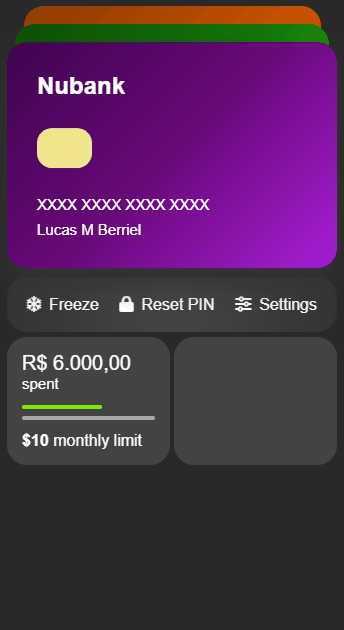 Nubank
XXXX XXXX XXXX XXXX
Lucas M Berriel
Freeze Reset PIN Settings
R$ 6.000,00
spent
$10 monthly limit